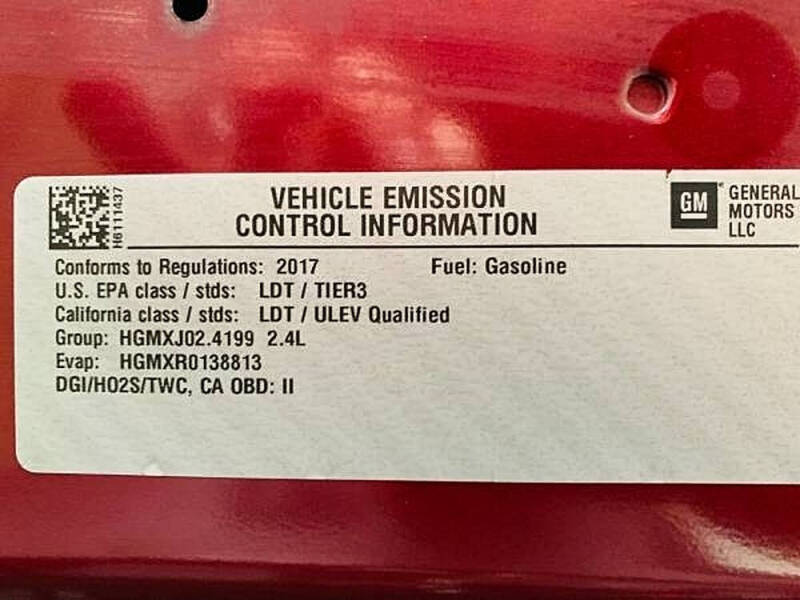 H6111437
VEHICLE EMISSION
CONTROL INFORMATION
GM
GENERAL
MOTORS
LLC
Conforms to Regulations: 2017 Fuel: Gasoline
U.S. EPA class / stds: LDT / TIER3
California class / stds: LDT / ULEV Qualified
Group: HGMXJ02.4199 2.4L
Evap: HGMXR0138813
DGI/HO2S/TWC, CA OBD: II